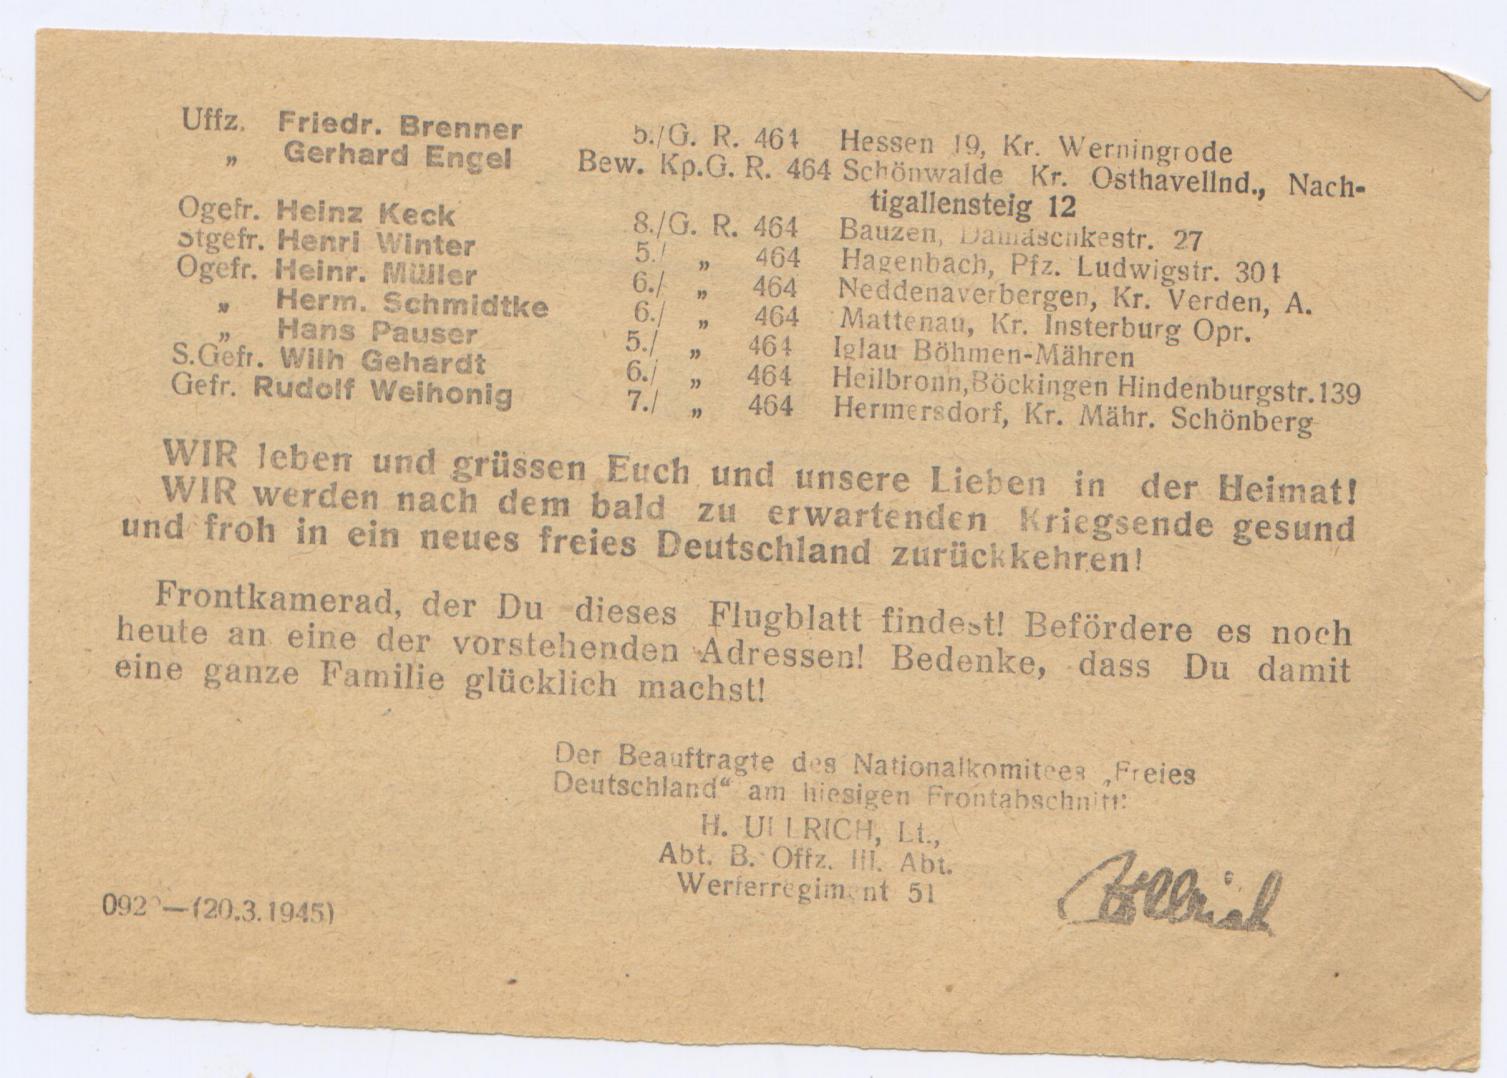 Uffz. Friedr. Brenner 5./G. R. 464 Hessen 19, Kr. Werningrode
„ Gerhard Engel Bew. Kp.G. R. 464 Schönwalde Kr. Osthavellnd., Nach-
tigallensteig 12
Ogefr. Heinz Keck 8./G. R. 464 Bauzen, Damaschkestr. 27
Stgefr. Henri Winter 5./ „ 464 Hagenbach, Pfz. Ludwigstr. 301
Ogefr. Heinr. Müller 6./ „ 464 Neddenaverbergen, Kr. Verden, A.
„ Herm. Schmidtke 6./ „ 464 Mattenau, Kr. Insterburg Opr.
„ Hans Pauser 5./ „ 464 Iglau Böhmen-Mähren
S.Gefr. Wilh Gehardt 6./ „ 464 Heilbronn,Böckingen Hindenburgstr.139
Gefr. Rudolf Weihonig 7./ „ 464 Hermersdorf, Kr. Mähr. Schönberg
WIR leben und grüssen Euch und unsere Lieben in der Heimat!
WIR werden nach dem bald zu erwartenden Kriegsende gesund
und froh in ein neues freies Deutschland zurückkehren!
Frontkamerad, der Du dieses Flugblatt findest! Befördere es noch
heute an eine der vorstehenden Adressen! Bedenke, dass Du damit
eine ganze Familie glücklich machst!
Der Beauftragte des Nationalkomitees „Freies
Deutschland“ am hiesigen Frontabschnitt:
H. ULLRICH, Lt.,
Abt. B. Offz. III. Abt.
Werferregiment 51
Ullrich
(20.3.1945)